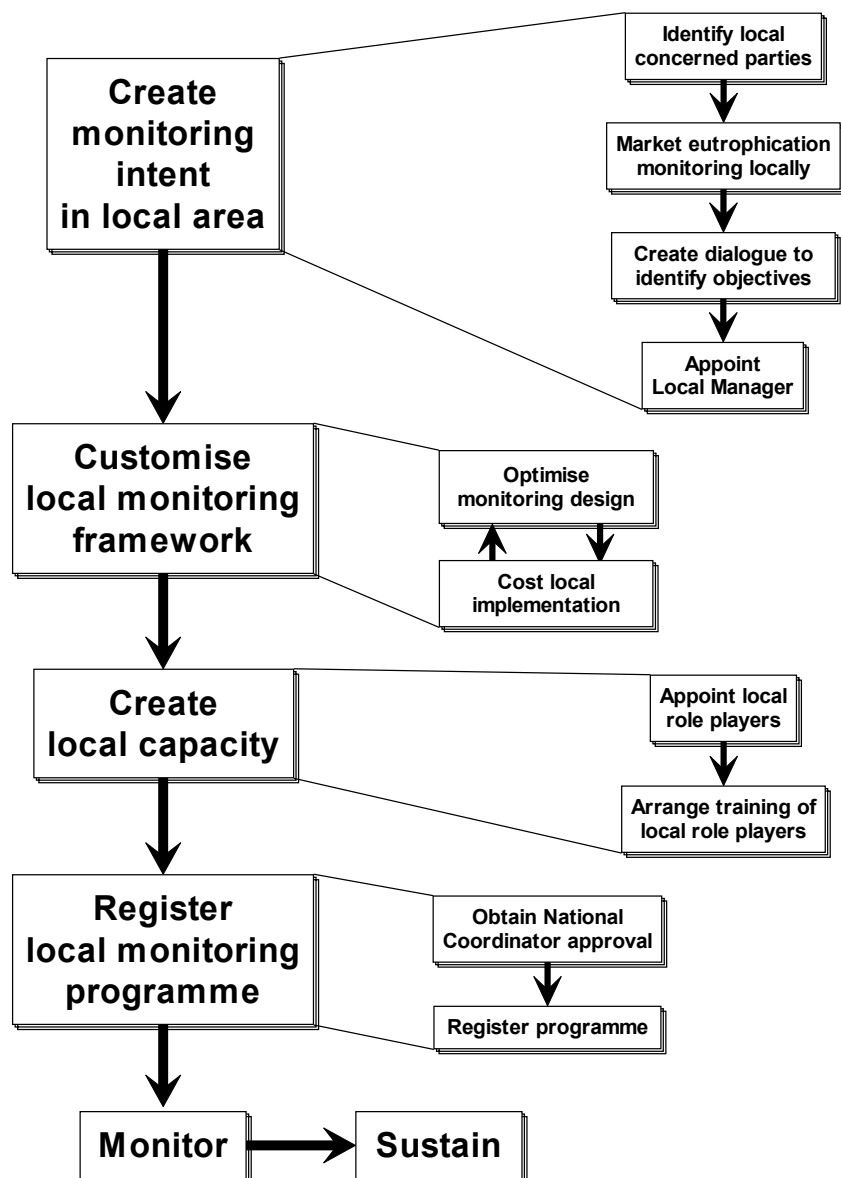 Create
monitoring
intent
in local area
Identify local
concerned parties
Market eutrophication
monitoring locally
Create dialogue to
identify objectives
Appoint
Local Manager
Customise
local monitoring
framework
Optimise
monitoring design
Cost local
implementation
Create
local capacity
Appoint local
role players
Arrange training of
local role players
Register
local monitoring
programme
Obtain National
Coordinator approval
Register programme
Monitor
Sustain